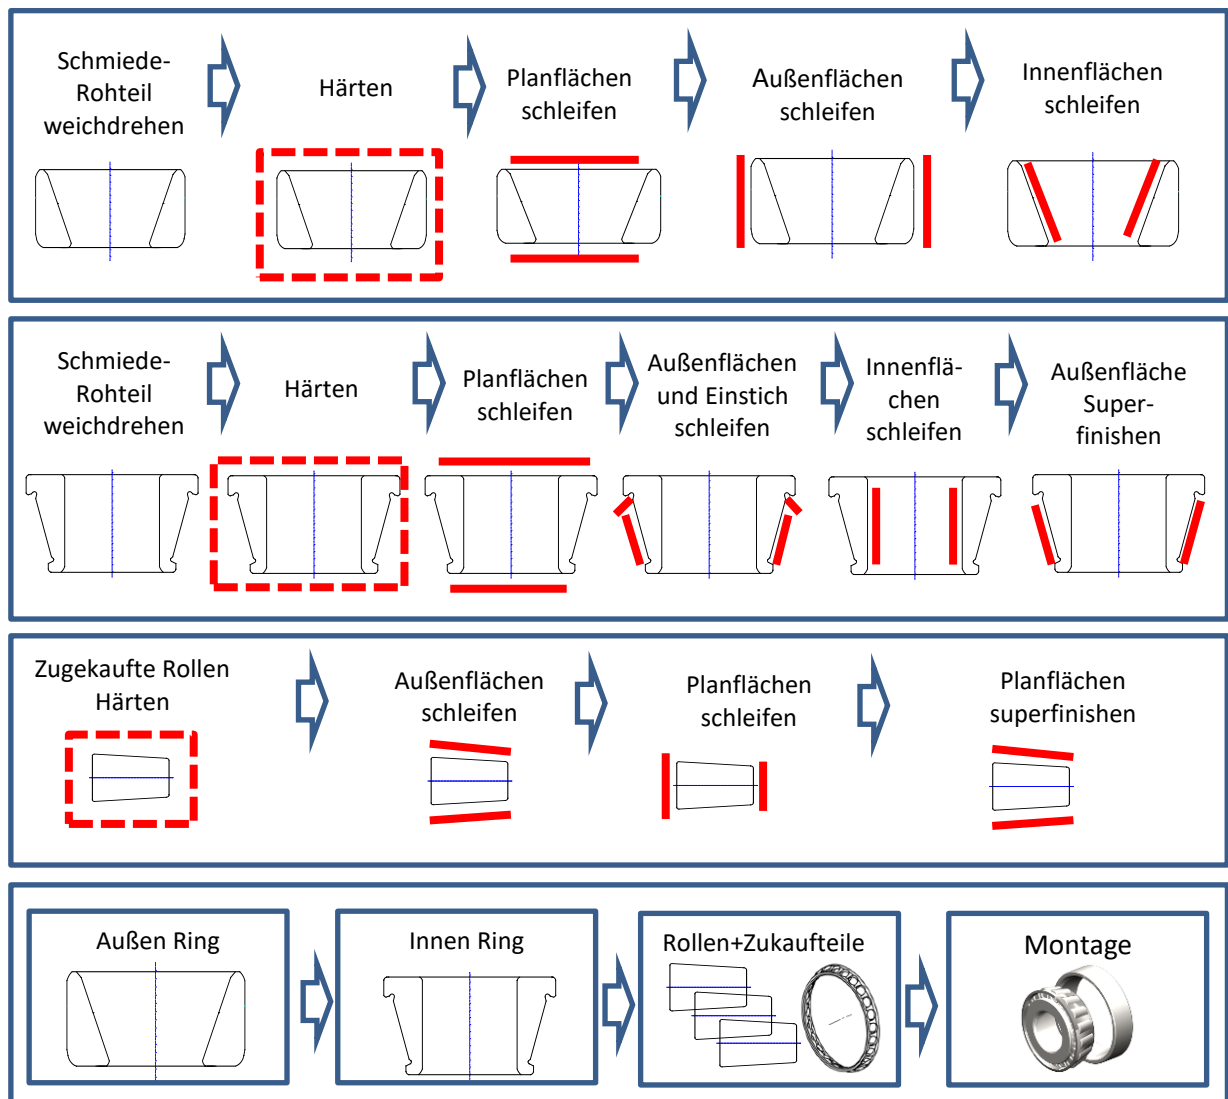 Schmiede-
Rohteil
weichdrehen
Härten
Planflächen
schleifen
Außenflächen
schleifen
Innenflächen
schleifen
Schmiede-
Rohteil
weichdrehen
Härten
Planflächen
schleifen
Außenflächen
und Einstich
schleifen
Innenflä-
chen
schleifen
Außenfläche
Super-
finishen
Zugekaufte Rollen
Härten
Außenflächen
schleifen
Planflächen
schleifen
Planflächen
superfinishen
Außen Ring
Innen Ring
Rollen+Zukaufteile
Montage